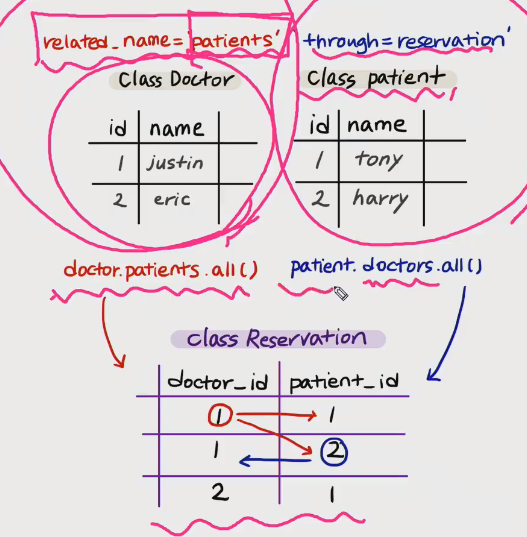 related_name='patients'
through=reservation'
Class Doctor
Class patient
id name
1 justin
2 eric
id name
1 tony
2 harry
doctor.patients.all()
patient.doctors.all()
class Reservation
doctor_id patient_id
1 1
1 2
2 1